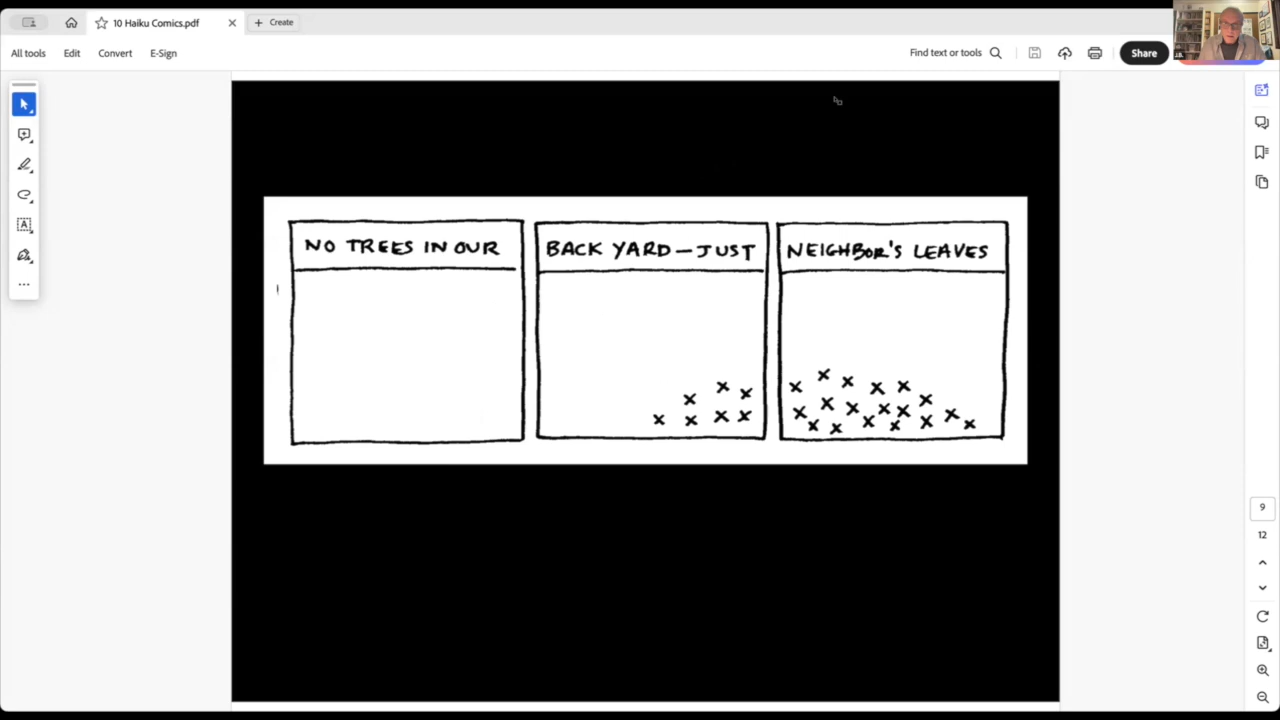 10 Haiku Comics.pdf
Create
All tools
Edit
Convert
E-Sign
Find text or tools
Share
NO TREES IN OUR
BACK YARD—JUST
NEIGHBOR'S LEAVES
9
12